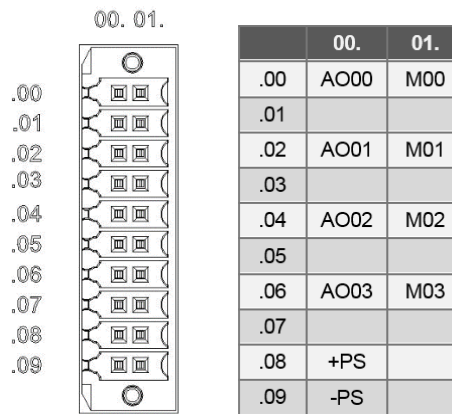 00. 01.
.00
.01
.02
.03
.04
.05
.06
.07
.08
.09
00. 01.
.00 AO00 M00
.01
.02 AO01 M01
.03
.04 AO02 M02
.05
.06 AO03 M03
.07
.08 +PS
.09 -PS